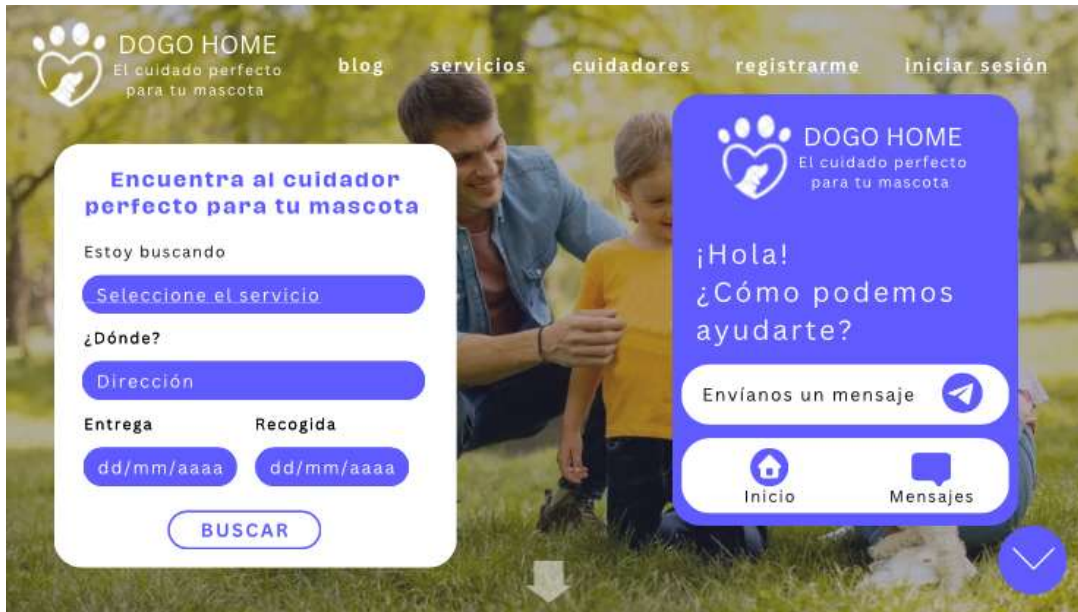 DOGO HOME
El cuidado perfecto
para tu mascota
blog
servicios
cuidadores
registrarme
iniciar sesión
Encuentra al cuidador
perfecto para tu mascota
Estoy buscando
Seleccione el servicio
¿Dónde?
Dirección
Entrega
Recogida
dd/mm/aaaa
dd/mm/aaaa
BUSCAR
DOGO HOME
El cuidado perfecto
para tu mascota
¡Hola!
¿Cómo podemos
ayudarte?
Envíanos un mensaje
Inicio
Mensajes